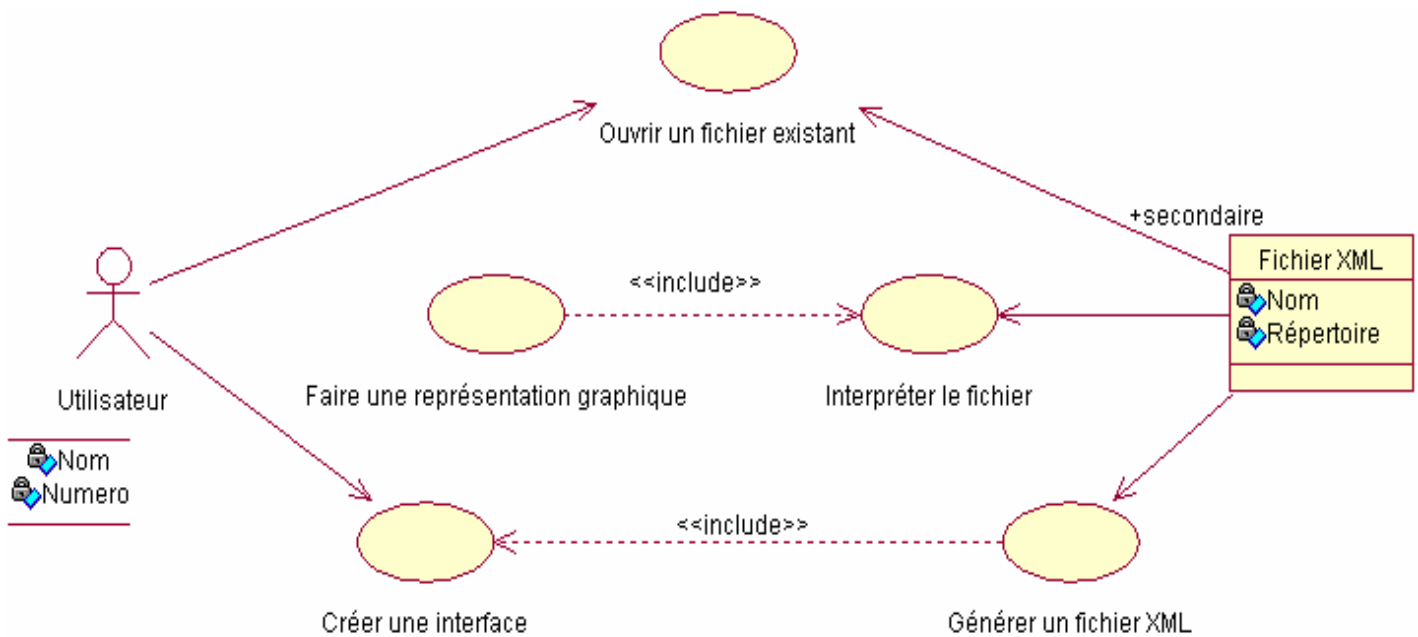 Ouvrir un fichier existant
+secondaire
Fichier XML
Nom
Répertoire
<<include>>
Utilisateur
Faire une représentation graphique
Interpréter le fichier
Nom
Numero
<<include>>
Créer une interface
Générer un fichier XML